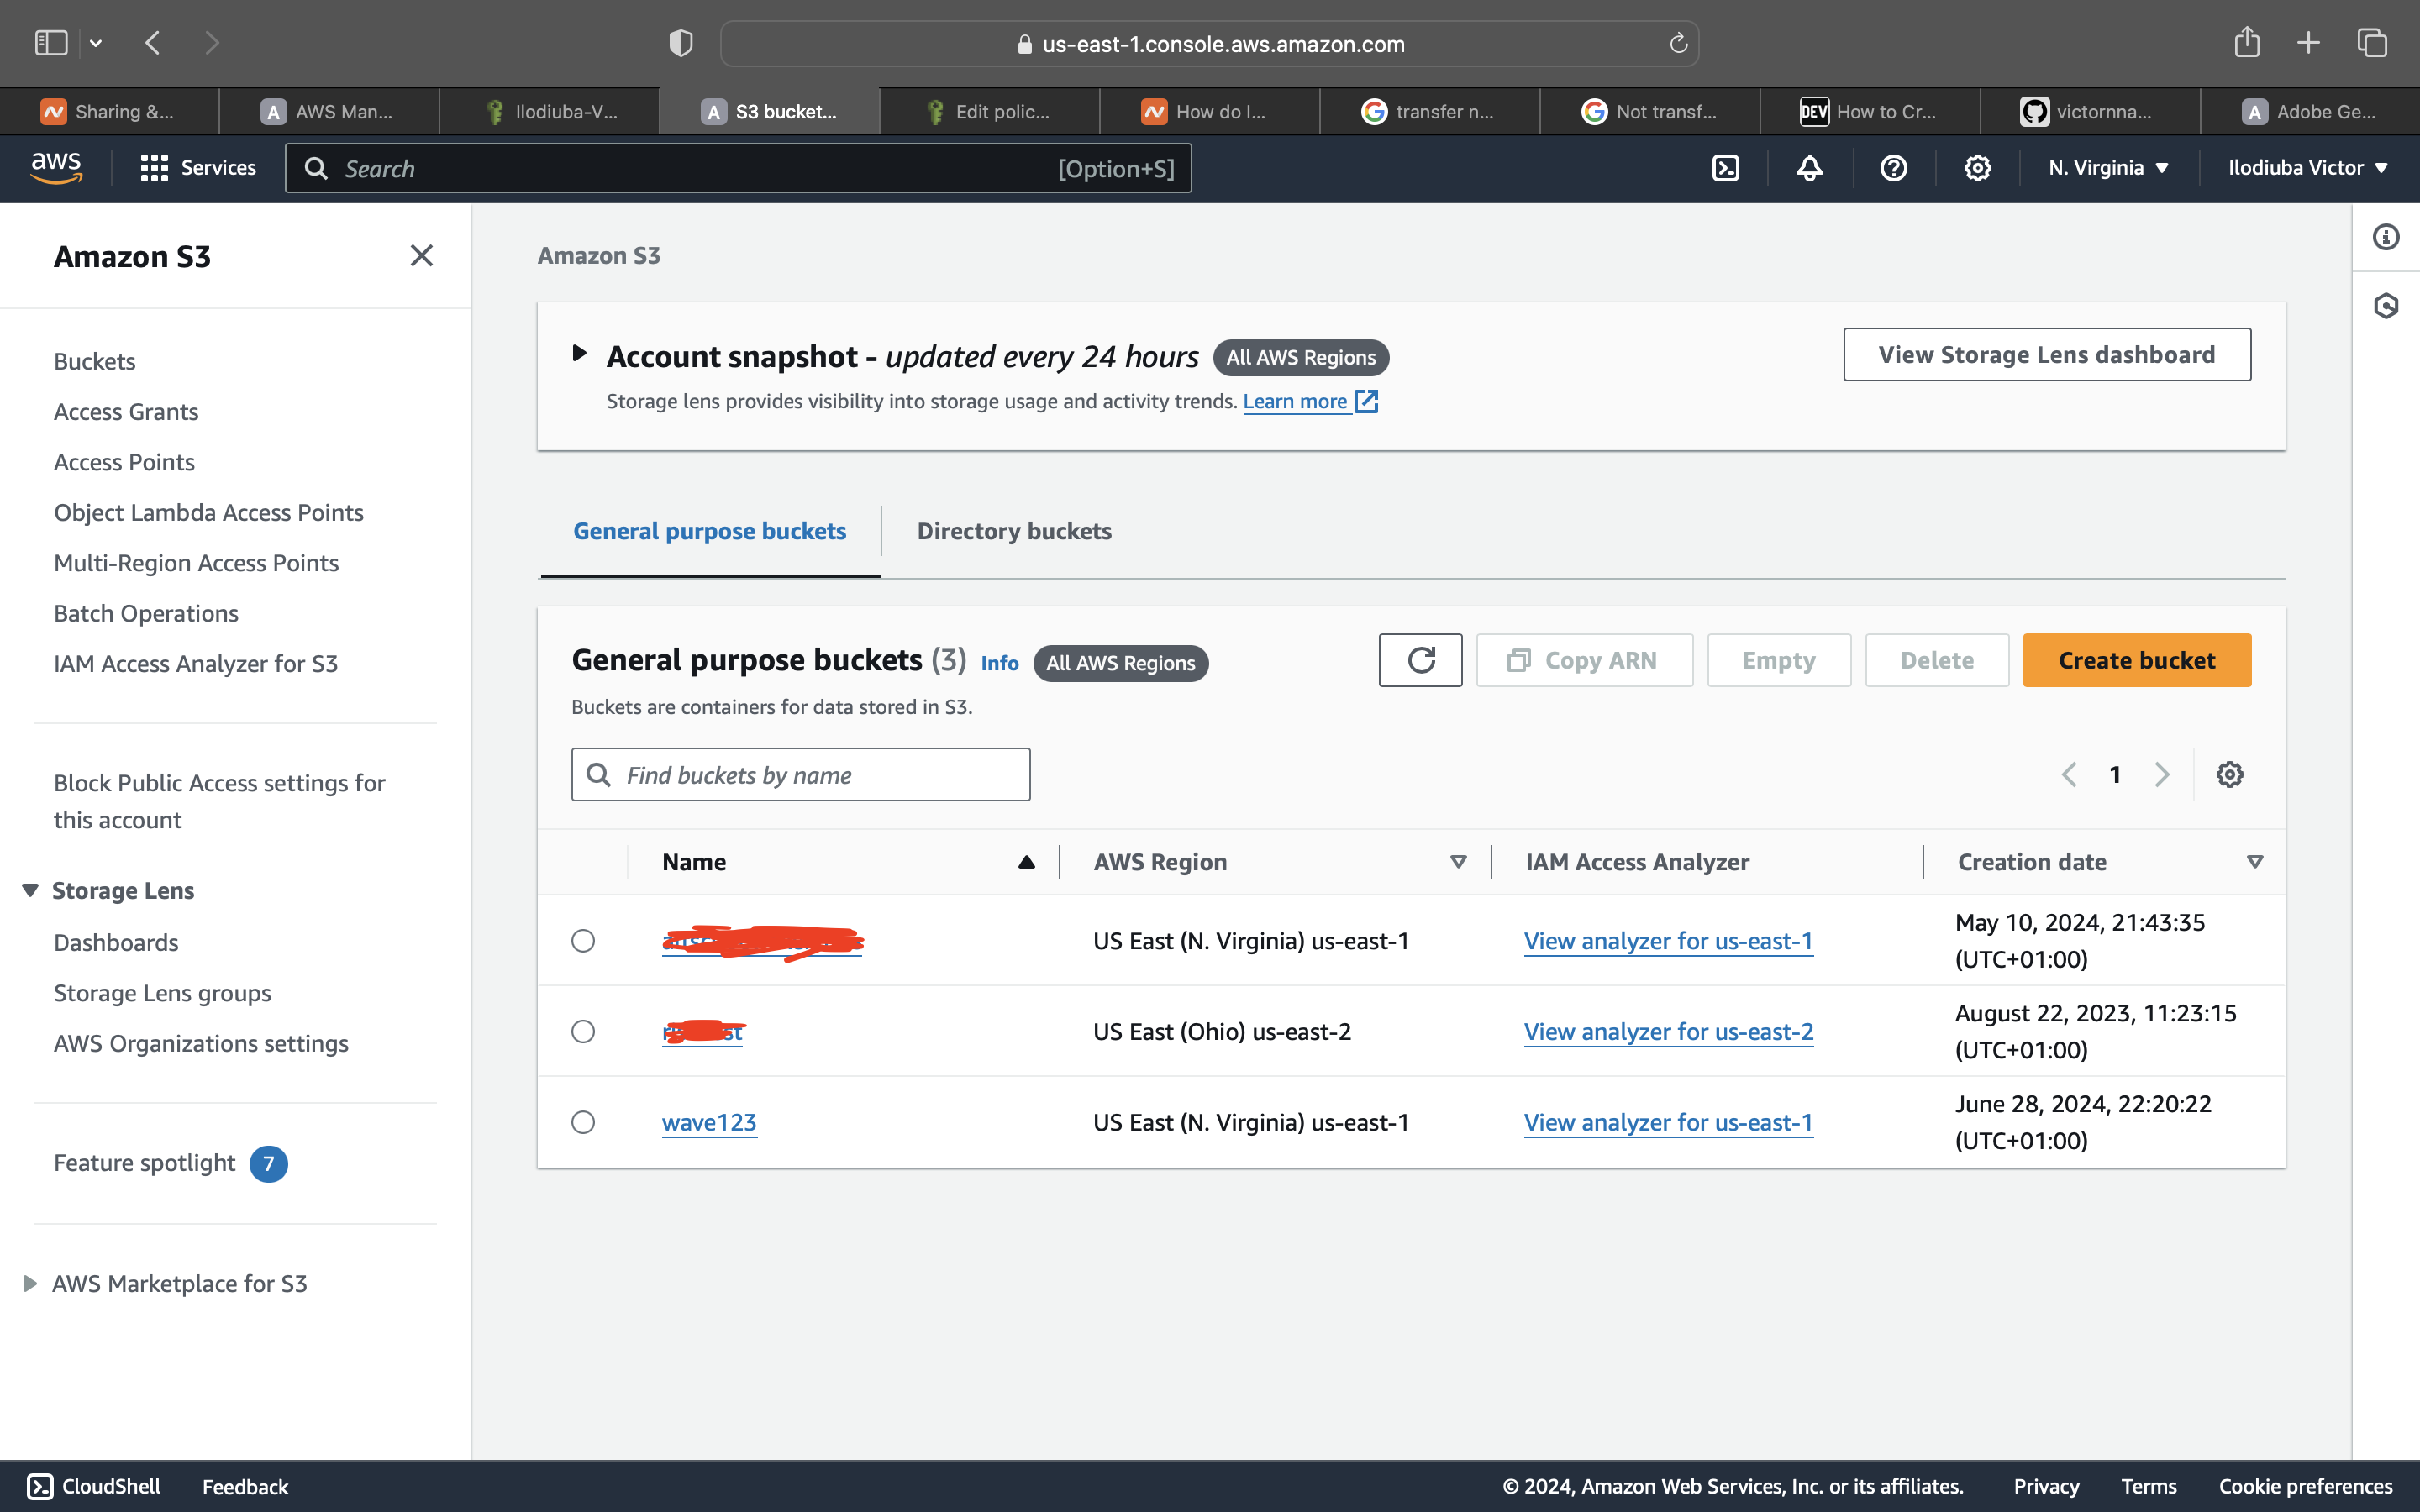 us-east-1.console.aws.amazon.com
Sharing &...
A AWS Man...
Ilodiuba-V...
A S3 bucket...
Edit polic...
How do I...
G transfer n...
G Not transf...
DEV How to Cr...
victornna...
A Adobe Ge...
aws
Services
Search
[Option+S]
N. Virginia
Ilodiuba Victor
Amazon S3
Buckets
Access Grants
Access Points
Object Lambda Access Points
Multi-Region Access Points
Batch Operations
IAM Access Analyzer for S3
Block Public Access settings for
this account
Storage Lens
Dashboards
Storage Lens groups
AWS Organizations settings
Feature spotlight 7
AWS Marketplace for S3
Amazon S3
Account snapshot - updated every 24 hours All AWS Regions
View Storage Lens dashboard
Storage lens provides visibility into storage usage and activity trends. Learn more
General purpose buckets
Directory buckets
General purpose buckets (3) Info All AWS Regions
Copy ARN
Empty
Delete
Create bucket
Buckets are containers for data stored in S3.
Find buckets by name
1
Name
AWS Region
IAM Access Analyzer
Creation date
US East (N. Virginia) us-east-1
View analyzer for us-east-1
May 10, 2024, 21:43:35
(UTC+01:00)
US East (Ohio) us-east-2
View analyzer for us-east-2
August 22, 2023, 11:23:15
(UTC+01:00)
wave123
US East (N. Virginia) us-east-1
View analyzer for us-east-1
June 28, 2024, 22:20:22
(UTC+01:00)
CloudShell
Feedback
© 2024, Amazon Web Services, Inc. or its affiliates.
Privacy
Terms
Cookie preferences